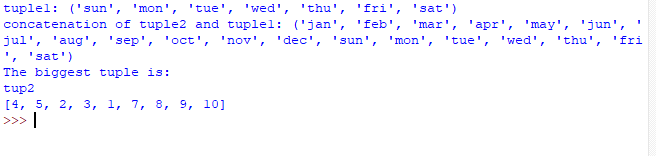 tuple1: ('sun', 'mon', 'tue', 'wed', 'thu', 'fri', 'sat')
concatenation of tuple2 and tuple1: ('jan', 'feb', 'mar', 'apr', 'may', 'jun', '
jul', 'aug', 'sep', 'oct', 'nov', 'dec', 'sun', 'mon', 'tue', 'wed', 'thu', 'fri
', 'sat')
The biggest tuple is:
tup2
[4, 5, 2, 3, 1, 7, 8, 9, 10]
>>>